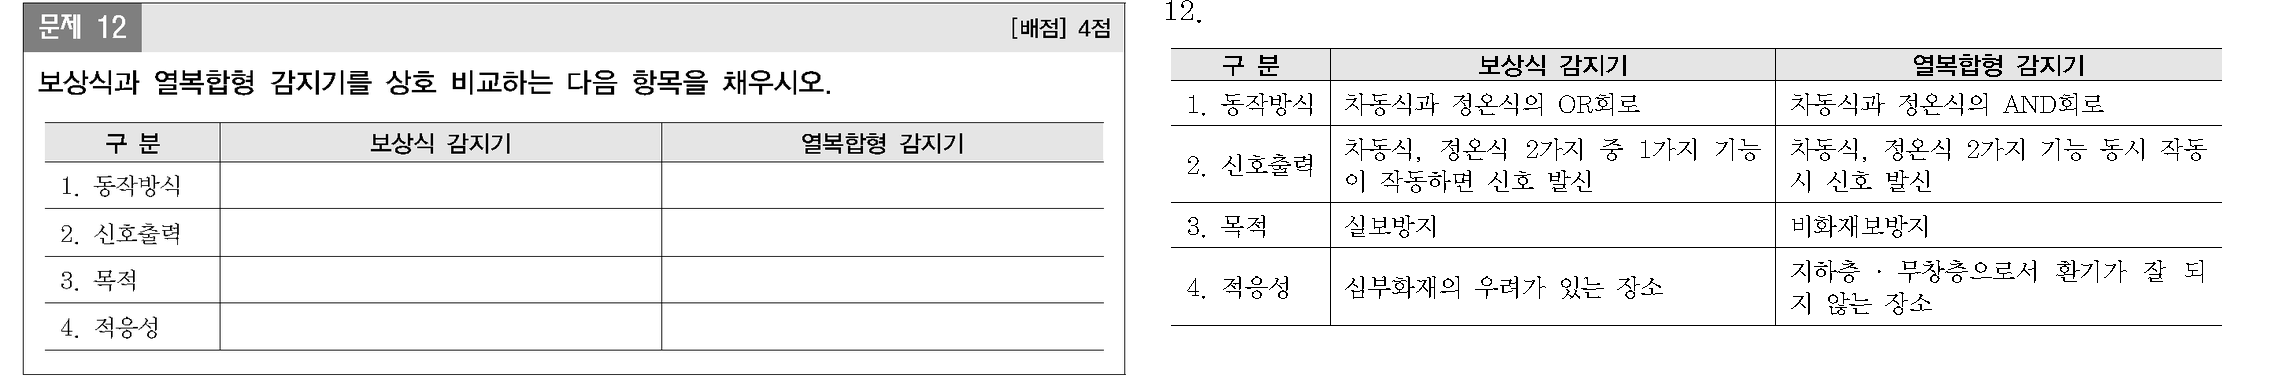 문제 12
[배점] 4점
보상식과 열복합형 감지기를 상호 비교하는 다음 항목을 채우시오.
구 분 보상식 감지기 열복합형 감지기
1. 동작방식
2. 신호출력
3. 목적
4. 적응성
12.
구 분 보상식 감지기 열복합형 감지기
1. 동작방식 차동식과 정온식의 OR회로 차동식과 정온식의 AND회로
2. 신호출력 차동식, 정온식 2가지 중 1가지 기능
이 작동하면 신호 발신
차동식, 정온식 2가지 기능 동시 작동
시 신호 발신
3. 목적 실보방지 비화재보방지
4. 적응성 심부화재의 우려가 있는 장소
지하층 · 무창층으로서 환기가 잘 되
지 않는 장소